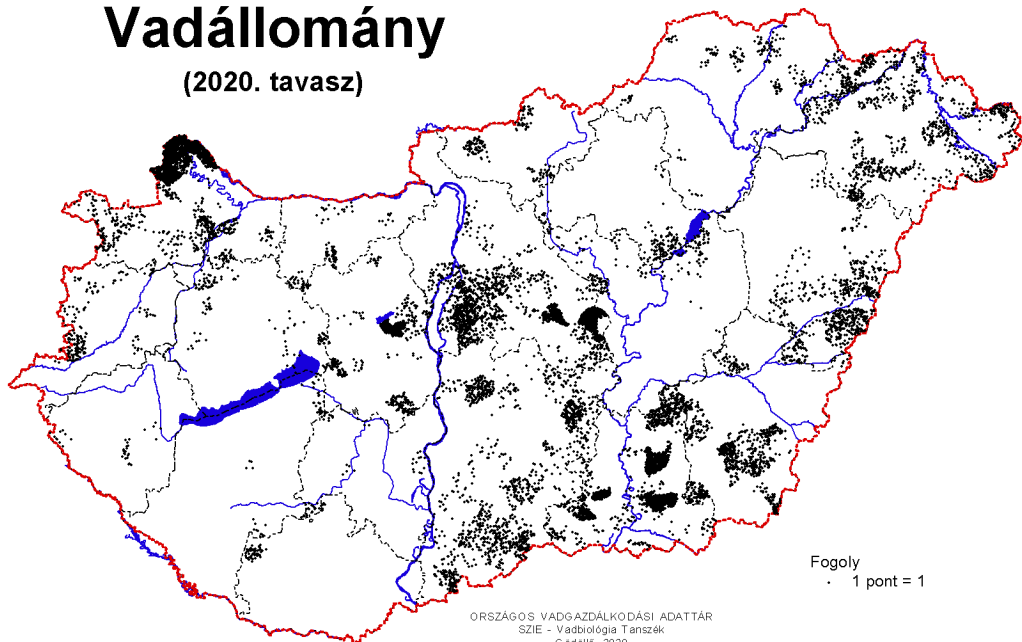 Vadállomány
(2020. tavasz)
Fogoly
1 pont = 1
ORSZÁGOS VADGAZDÁLKODÁSI ADATTÁR
SZIE - Vadbiológia Tanszék